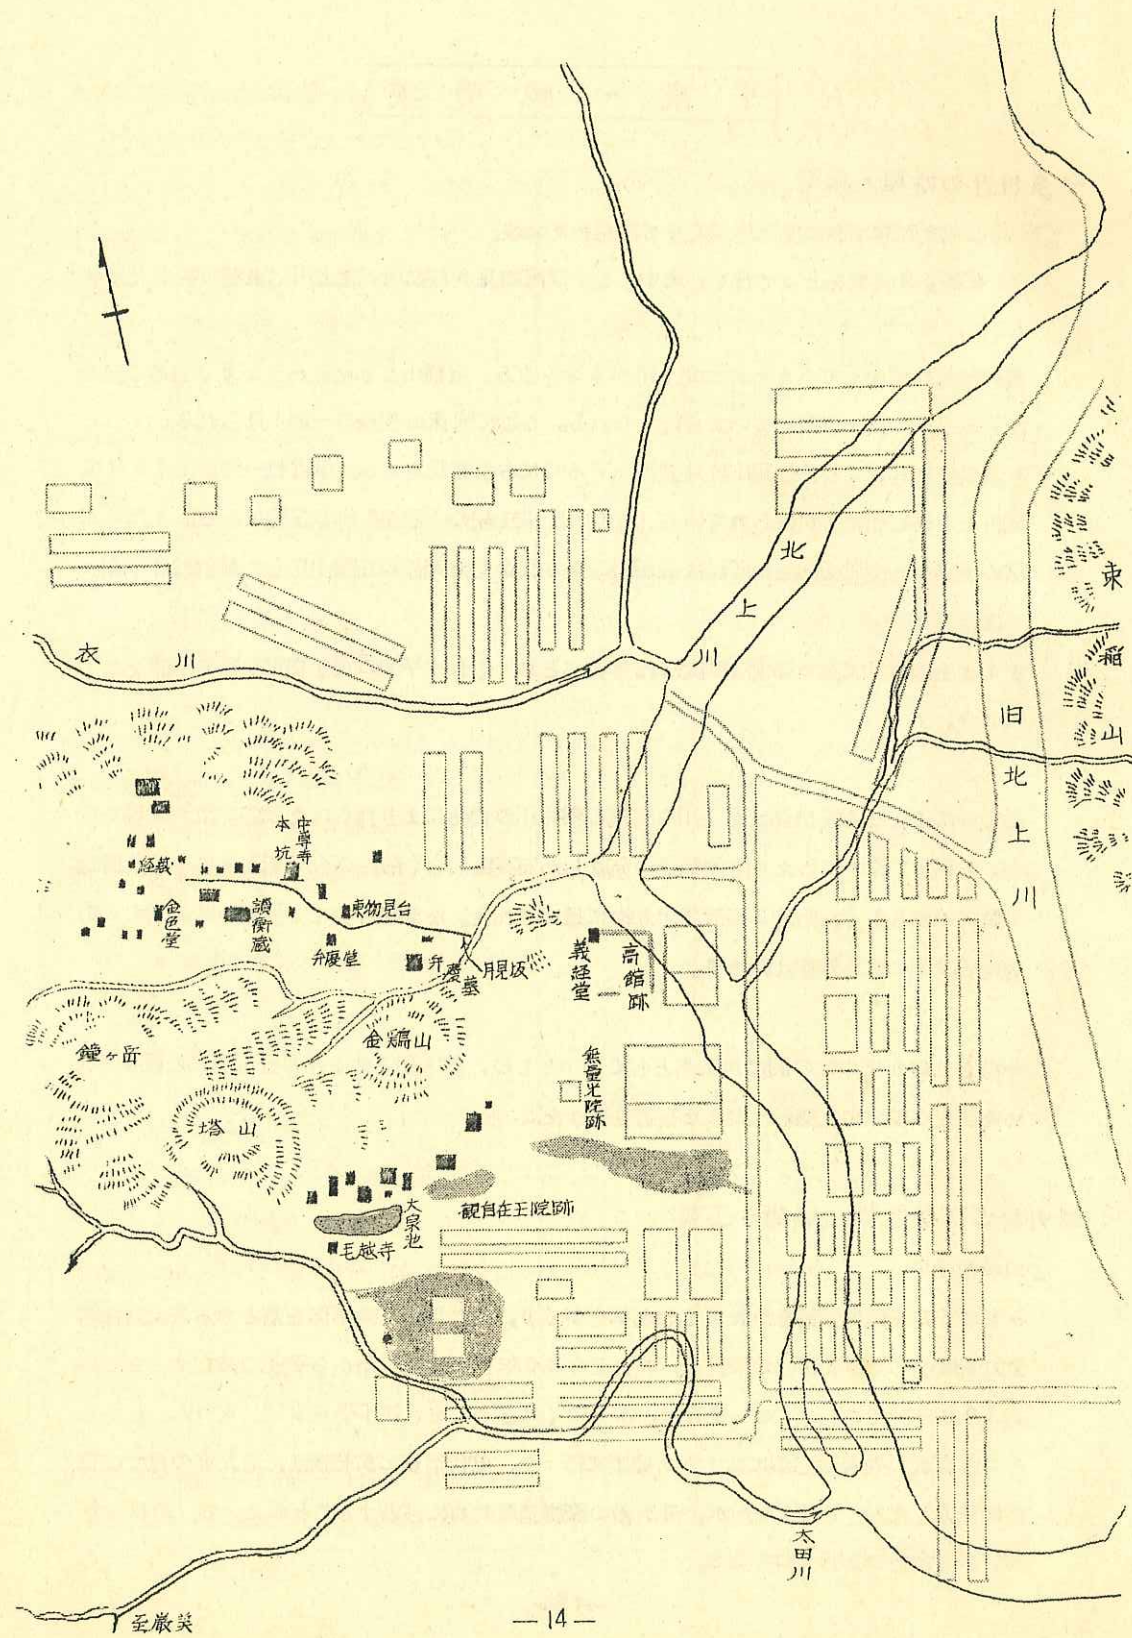 北上川
東稲山
衣川
旧北上川
中尊寺
本坑
経蔵
金色堂
讃衡蔵
東物見台
弁慶堂
弁慶墓
月見坂
義経堂
高館跡
鐘ヶ岳
金鶏山
無量光院跡
塔山
大泉池
観自在王院跡
毛越寺
太田川
至厳美
—14—